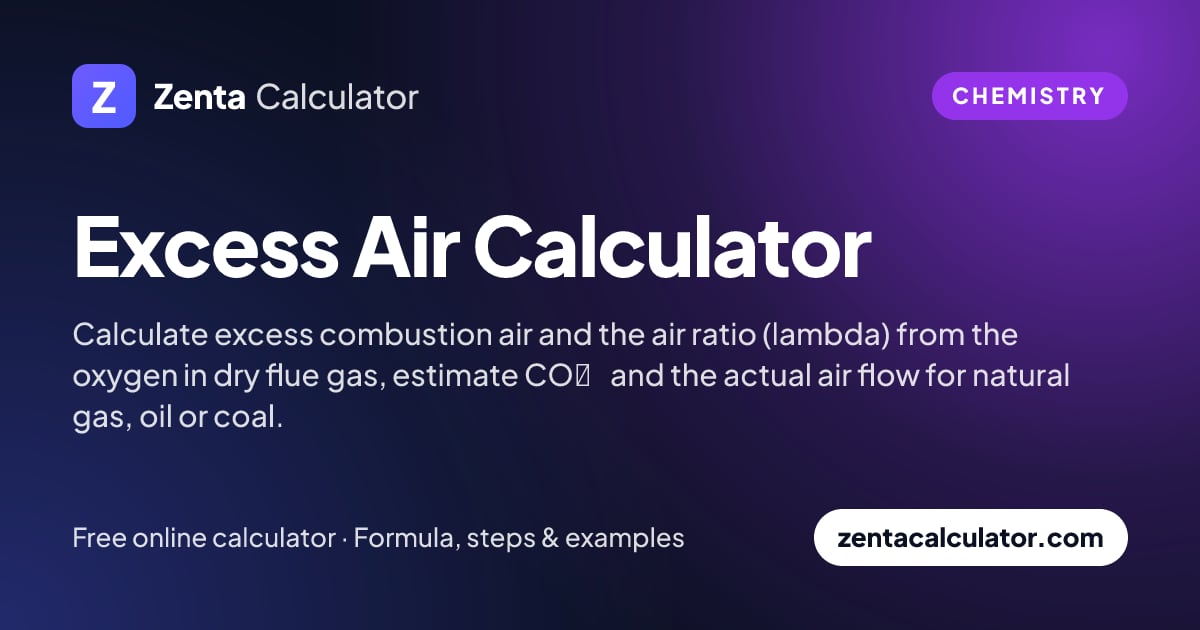 Z
Zenta Calculator
CHEMISTRY
Excess Air Calculator
Calculate excess combustion air and the air ratio (lambda) from the
oxygen in dry flue gas, estimate CO▯ and the actual air flow for natural
gas, oil or coal.
Free online calculator · Formula, steps & examples
zentacalculator.com